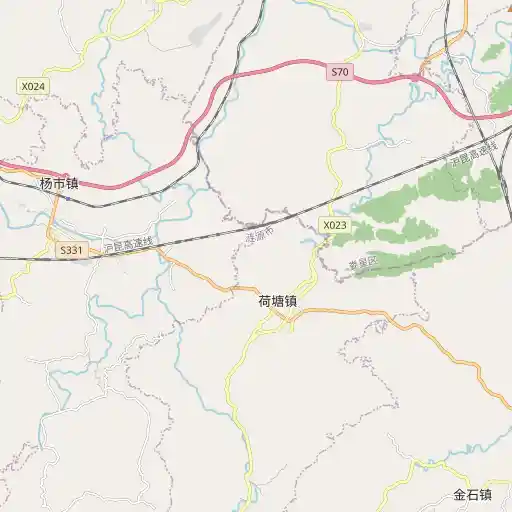 S70
X024
沪昆高速线
杨市镇
X023
涟源市
沪昆高速线
S331
娄星区
荷塘镇
金石镇